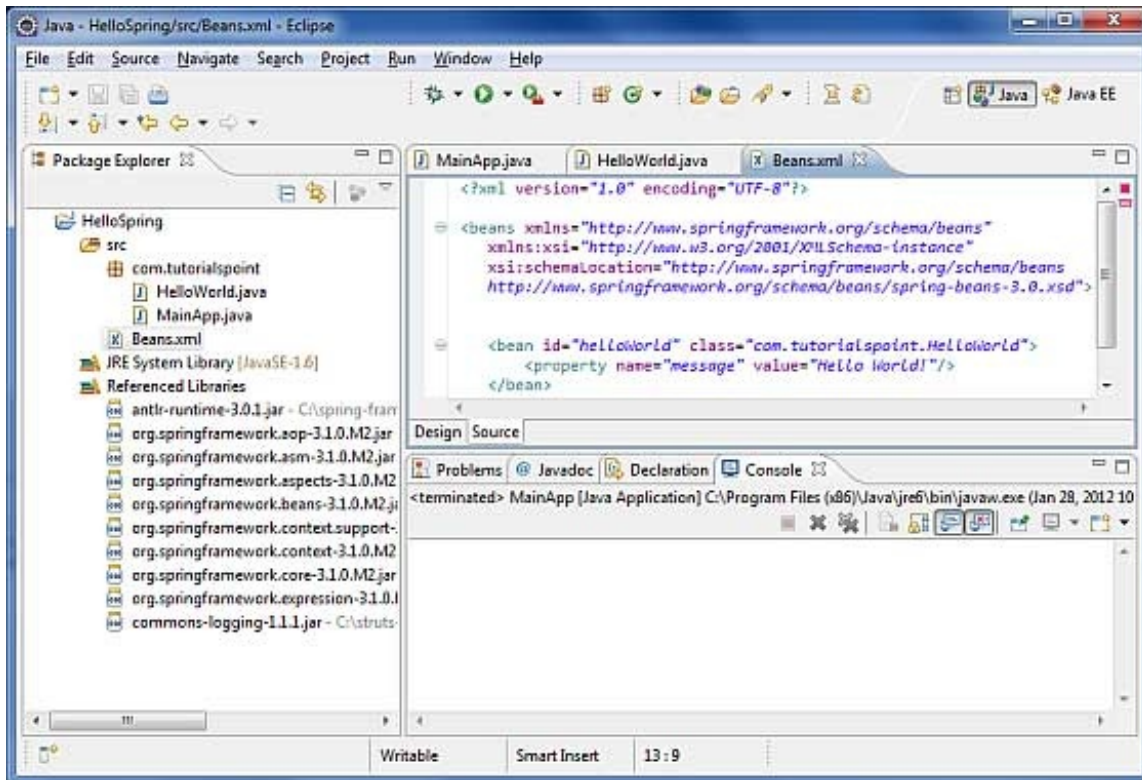 Java - HelloSpring/src/Beans.xml - Eclipse
File Edit Source Navigate Search Project Run Window Help
Java Java EE
Package Explorer
HelloSpring
src
com.tutorialspoint
HelloWorld.java
MainApp.java
Beans.xml
JRE System Library [JavaSE-1.6]
Referenced Libraries
antlr-runtime-3.0.1.jar - C:\spring-fram
org.springframework.aop-3.1.0.M2.jar
org.springframework.asm-3.1.0.M2.jar
org.springframework.aspects-3.1.0.M2
org.springframework.beans-3.1.0.M2.ja
org.springframework.context.support-
org.springframework.context-3.1.0.M2
org.springframework.core-3.1.0.M2.jar
org.springframework.expression-3.1.0.
commons-logging-1.1.1.jar - C:\struts-
MainApp.java HelloWorld.java Beans.xml
<?xml version="1.0" encoding="UTF-8"?>
<beans xmlns="http://www.springframework.org/schema/beans"
xmlns:xsi="http://www.w3.org/2001/XMLSchema-instance"
xsi:schemaLocation="http://www.springframework.org/schema/beans
http://www.springframework.org/schema/beans/spring-beans-3.0.xsd">
<bean id="helloWorld" class="com.tutorialspoint.HelloWorld">
<property name="message" value="Hello World!"/>
</bean>
Design Source
Problems @ Javadoc Declaration Console
<terminated> MainApp [Java Application] C:\Program Files (x86)\Java\jre6\bin\javaw.exe (Jan 28, 2012 10
Writable Smart Insert 13:9